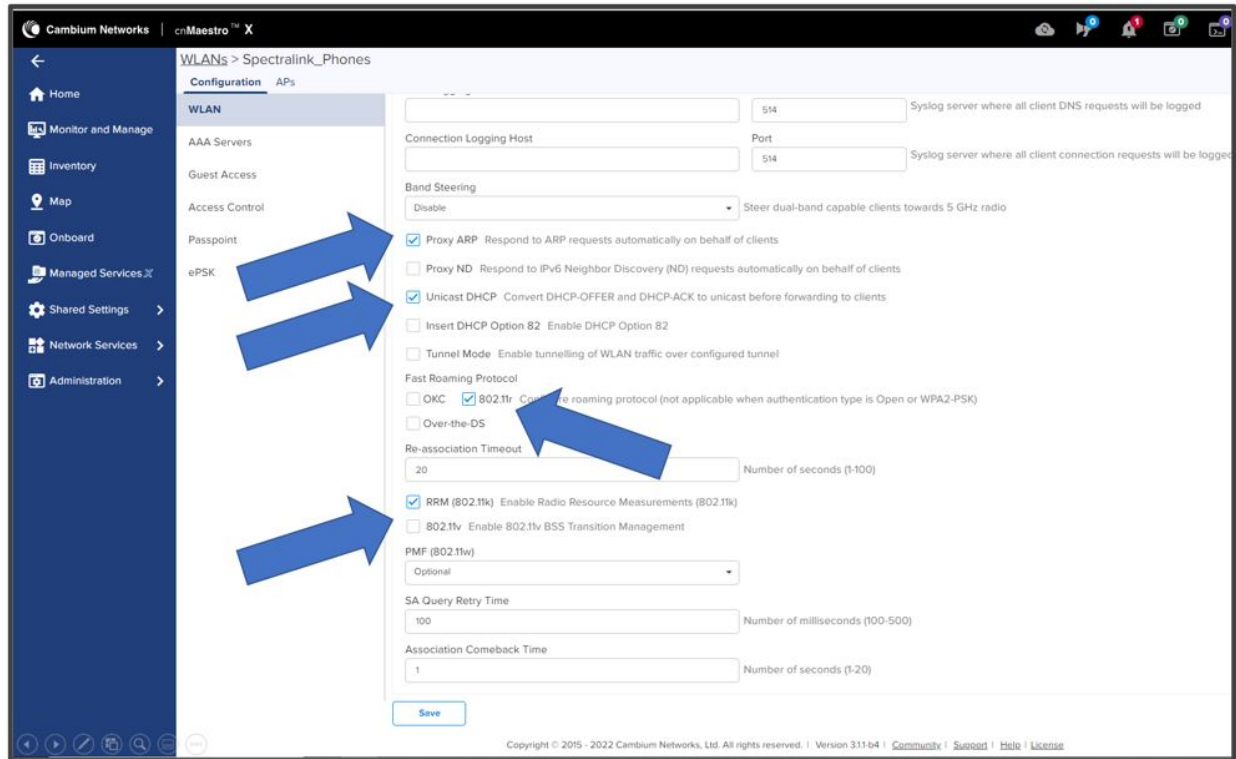 Cambium Networks | cnMaestro™ X
0 1 0 0
WLANs > Spectralink_Phones
Configuration APs
Home
Monitor and Manage
Inventory
Map
Onboard
Managed Services X
Shared Settings >
Network Services >
Administration >
WLAN
AAA Servers
Guest Access
Access Control
Passpoint
ePSK
514 Syslog server where all client DNS requests will be logged
Connection Logging Host Port
514 Syslog server where all client connection requests will be logged
Band Steering
Disable Steer dual-band capable clients towards 5 GHz radio
Proxy ARP Respond to ARP requests automatically on behalf of clients
Proxy ND Respond to IPv6 Neighbor Discovery (ND) requests automatically on behalf of clients
Unicast DHCP Convert DHCP-OFFER and DHCP-ACK to unicast before forwarding to clients
Insert DHCP Option 82 Enable DHCP Option 82
Tunnel Mode Enable tunnelling of WLAN traffic over configured tunnel
Fast Roaming Protocol
OKC 802.11r roaming protocol (not applicable when authentication type is Open or WPA2-PSK)
Over-the-DS
Re-association Timeout
20 Number of seconds (1-100)
RRM (802.11k) Enable Radio Resource Measurements (802.11k)
802.11v Enable 802.11v BSS Transition Management
PMF (802.11w)
Optional
SA Query Retry Time
100 Number of milliseconds (100-500)
Association Comeback Time
1 Number of seconds (1-20)
Save
Copyright © 2015 - 2022 Cambium Networks, Ltd. All rights reserved. | Version 3.1.1-b4 | Community | Support | Help | License